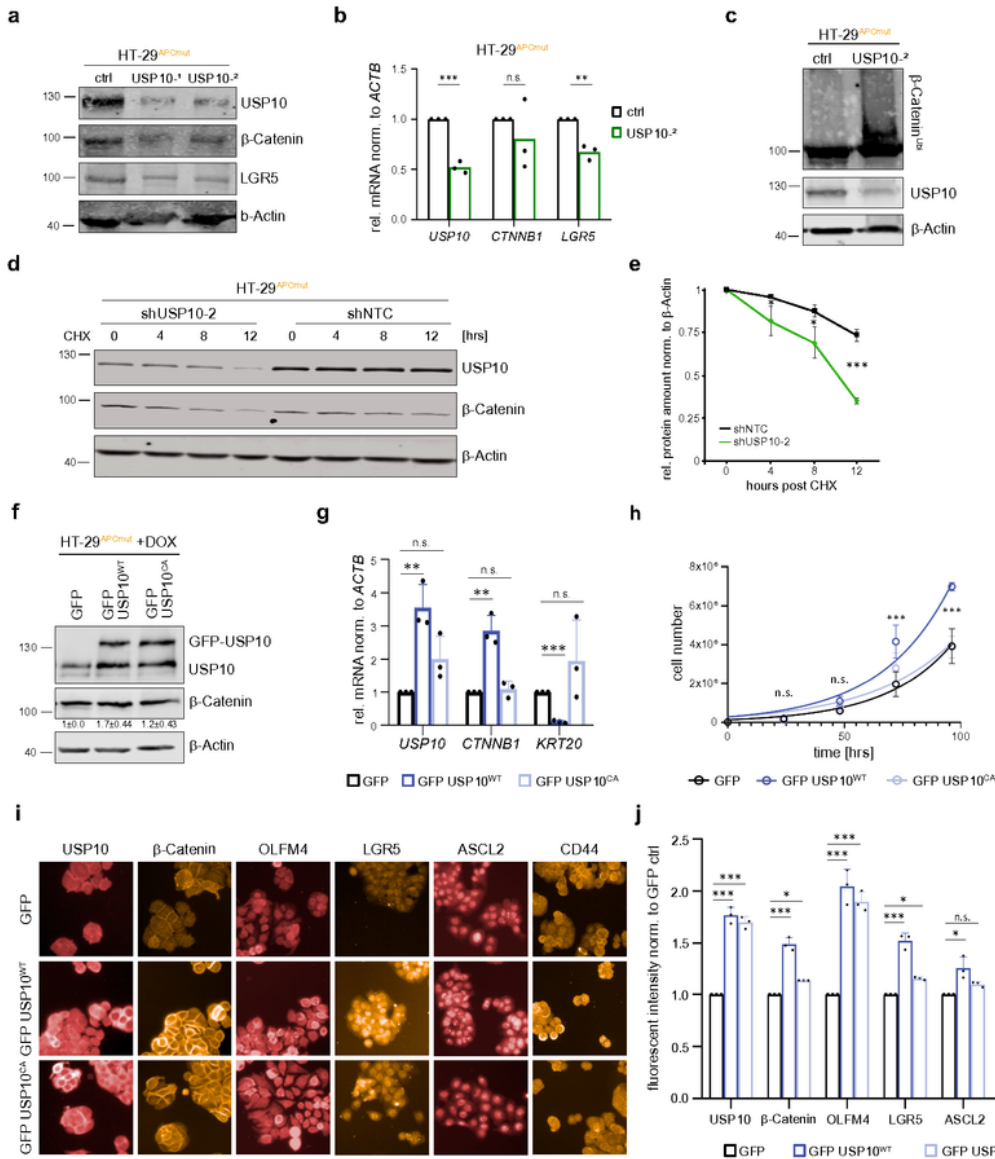 a
HT-29APCmut
ctrl USP10-¹ USP10-²
130
USP10
100
β-Catenin
100
LGR5
40
b-Actin
b
HT-29APCmut
rel. mRNA norm. to ACTB
1.5
1.0
0.5
0.0
*** n.s. **
ctrl
USP10-²
USP10 CTNNB1 LGR5
c
HT-29APCmut
ctrl USP10-²
β-CateninUbi
100
130
USP10
40
β-Actin
d
HT-29APCmut
shUSP10-2 shNTC
CHX 0 4 8 12 0 4 8 12 [hrs]
130
USP10
100
β-Catenin
40
β-Actin
e
rel. protein amount norm. to β-Actin
1
0.75
0.5
0.25
0
* * ***
shNTC
shUSP10-2
0 4 8 12
hours post CHX
f
HT-29APCmut +DOX
GFP
GFP USP10WT
GFP USP10CA
130
GFP-USP10
USP10
100
β-Catenin
1±0.0 1.7±0.44 1.2±0.43
40
β-Actin
g
rel. mRNA norm. to ACTB
5
4
3
2
1
0
n.s. n.s. n.s.
** ** ***
USP10 CTNNB1 KRT20
GFP GFP USP10WT GFP USP10CA
h
cell number
8x10⁶
6x10⁶
4x10⁶
2x10⁶
0
n.s. n.s. *** ***
0 50 100
time [hrs]
GFP GFP USP10WT GFP USP10CA
i
USP10 β-Catenin OLFM4 LGR5 ASCL2 CD44
GFP
GFP USP10WT
GFP USP10CA
j
fluorescent intensity norm. to GFP ctrl
2.5
2.0
1.5
1.0
0.5
0.0
*** * *** * n.s.
*** *** *** *** *
USP10 β-Catenin OLFM4 LGR5 ASCL2
GFP GFP USP10WT GFP USP